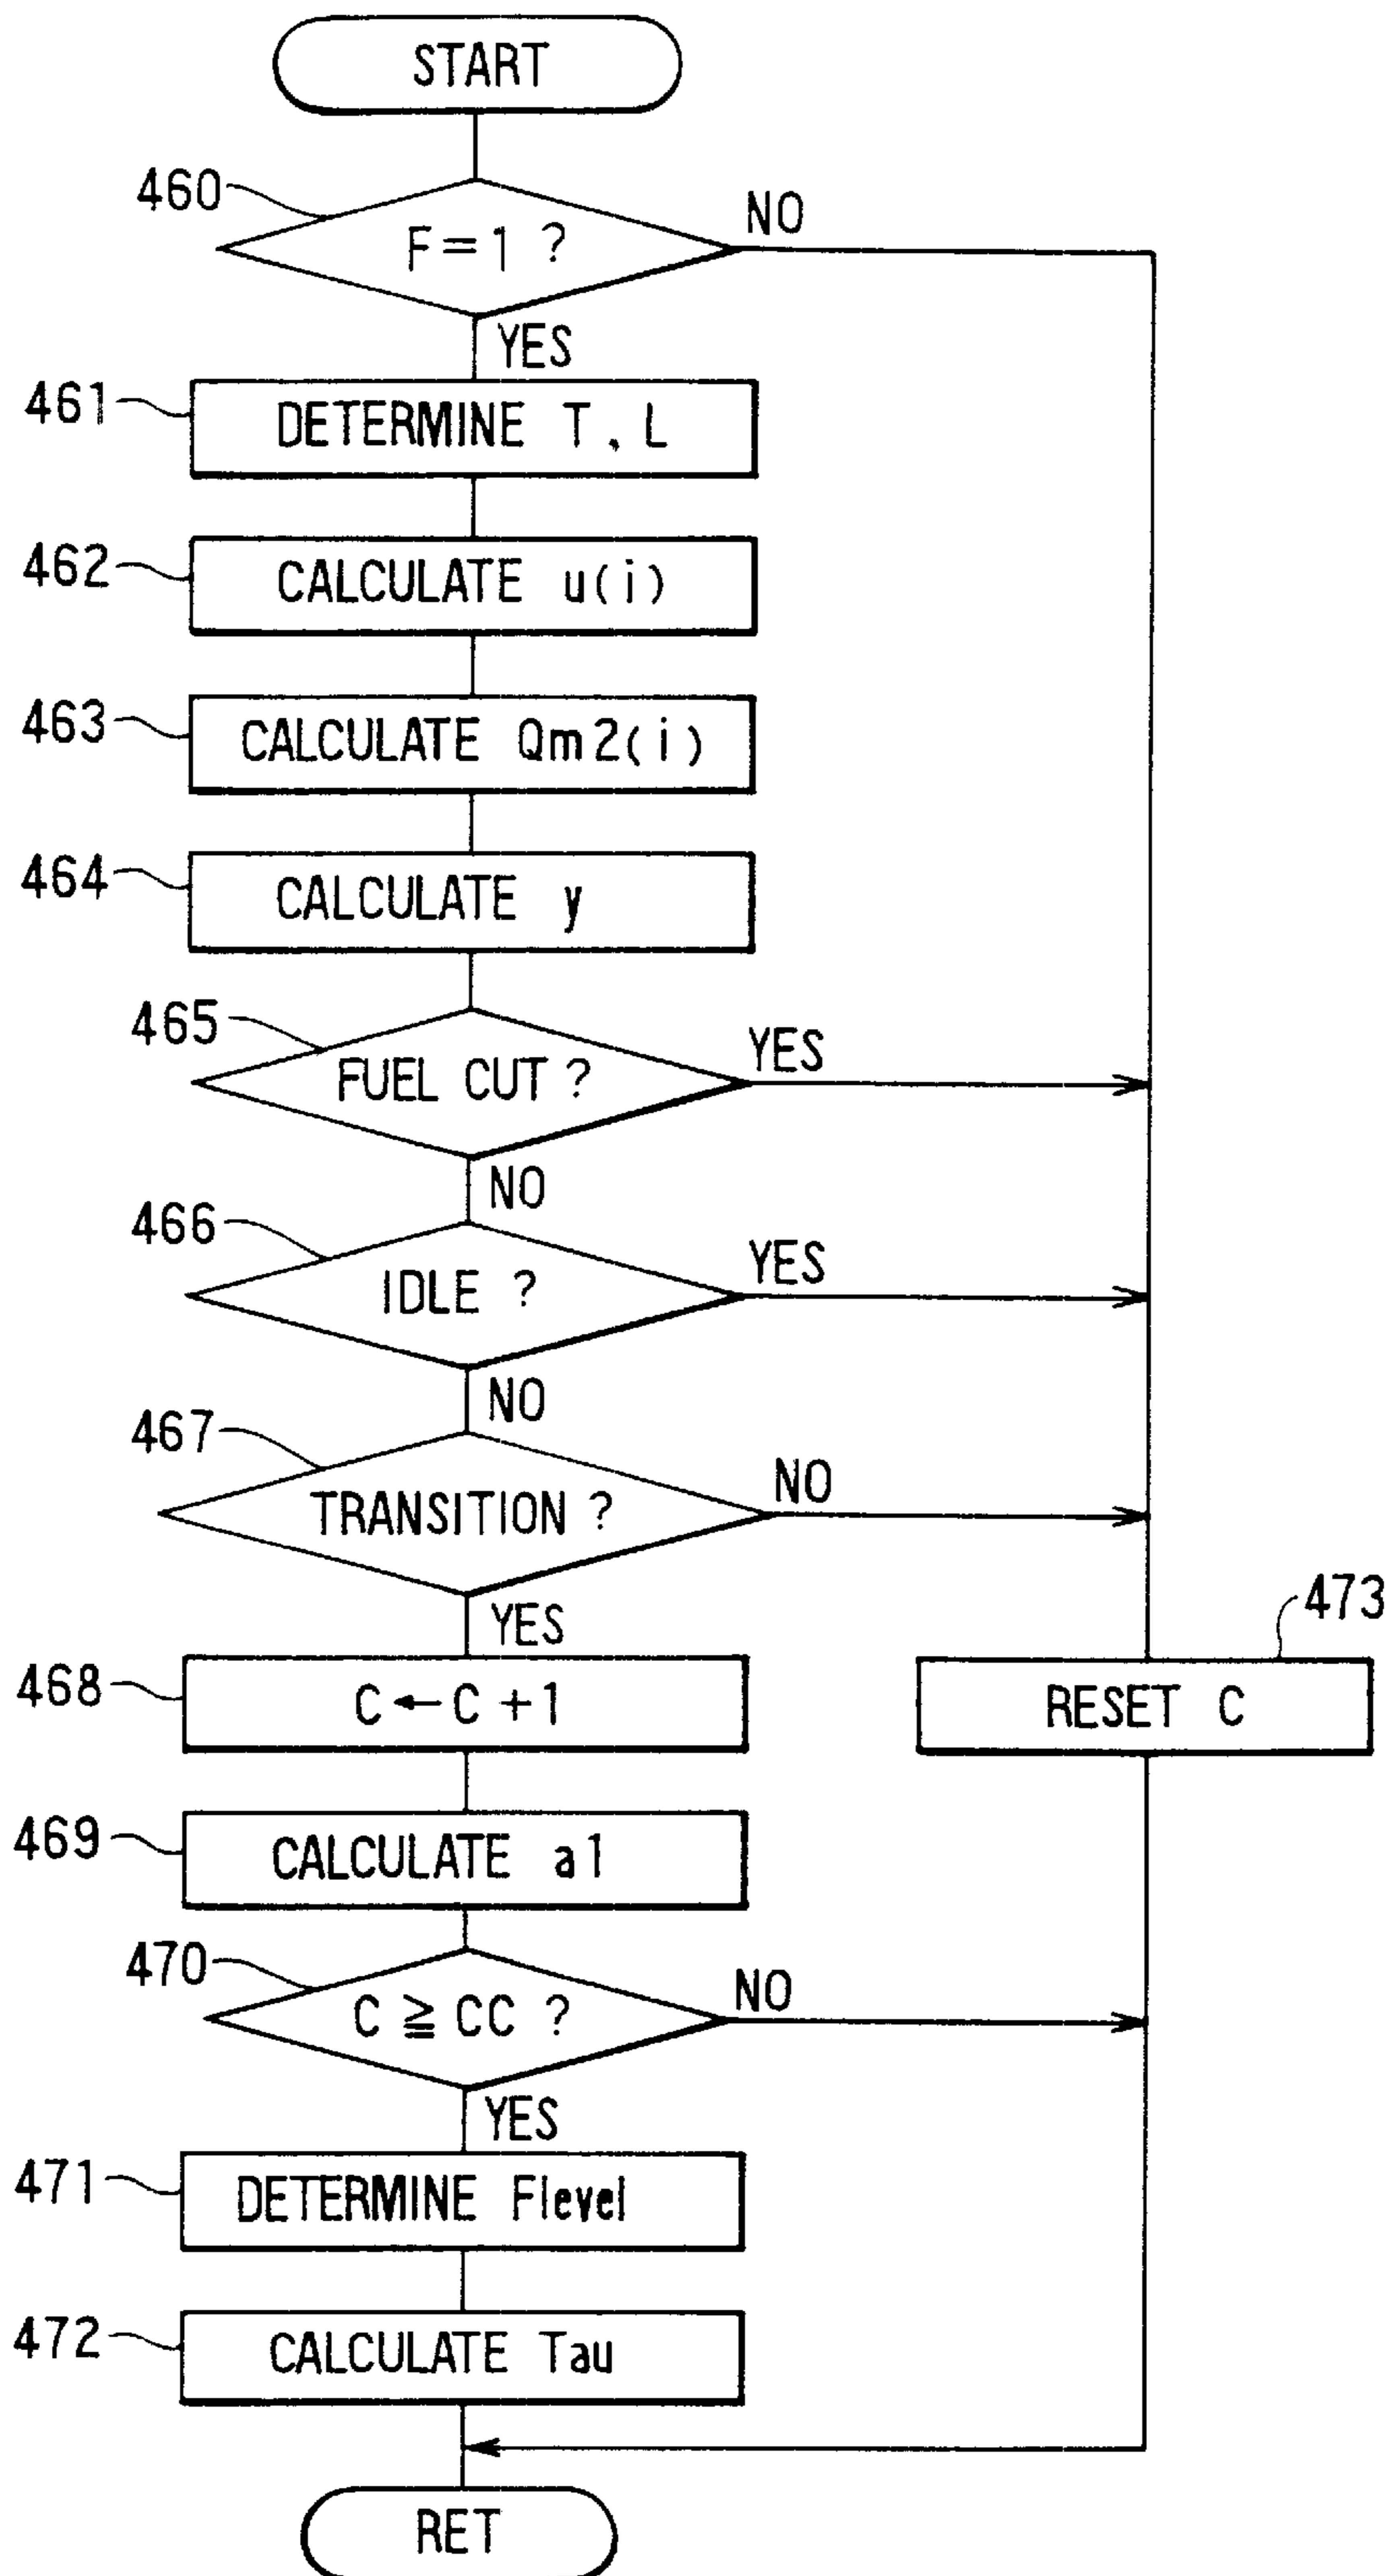 START
460
F=1 ?
NO
YES
461
DETERMINE T, L
462
CALCULATE u(i)
463
CALCULATE Qm2(i)
464
CALCULATE y
465
FUEL CUT ?
YES
NO
466
IDLE ?
YES
NO
467
TRANSITION ?
NO
YES
473
468
C ← C +1
RESET C
469
CALCULATE a1
470
C ≧ CC ?
NO
YES
471
DETERMINE Flevel
472
CALCULATE Tau
RET